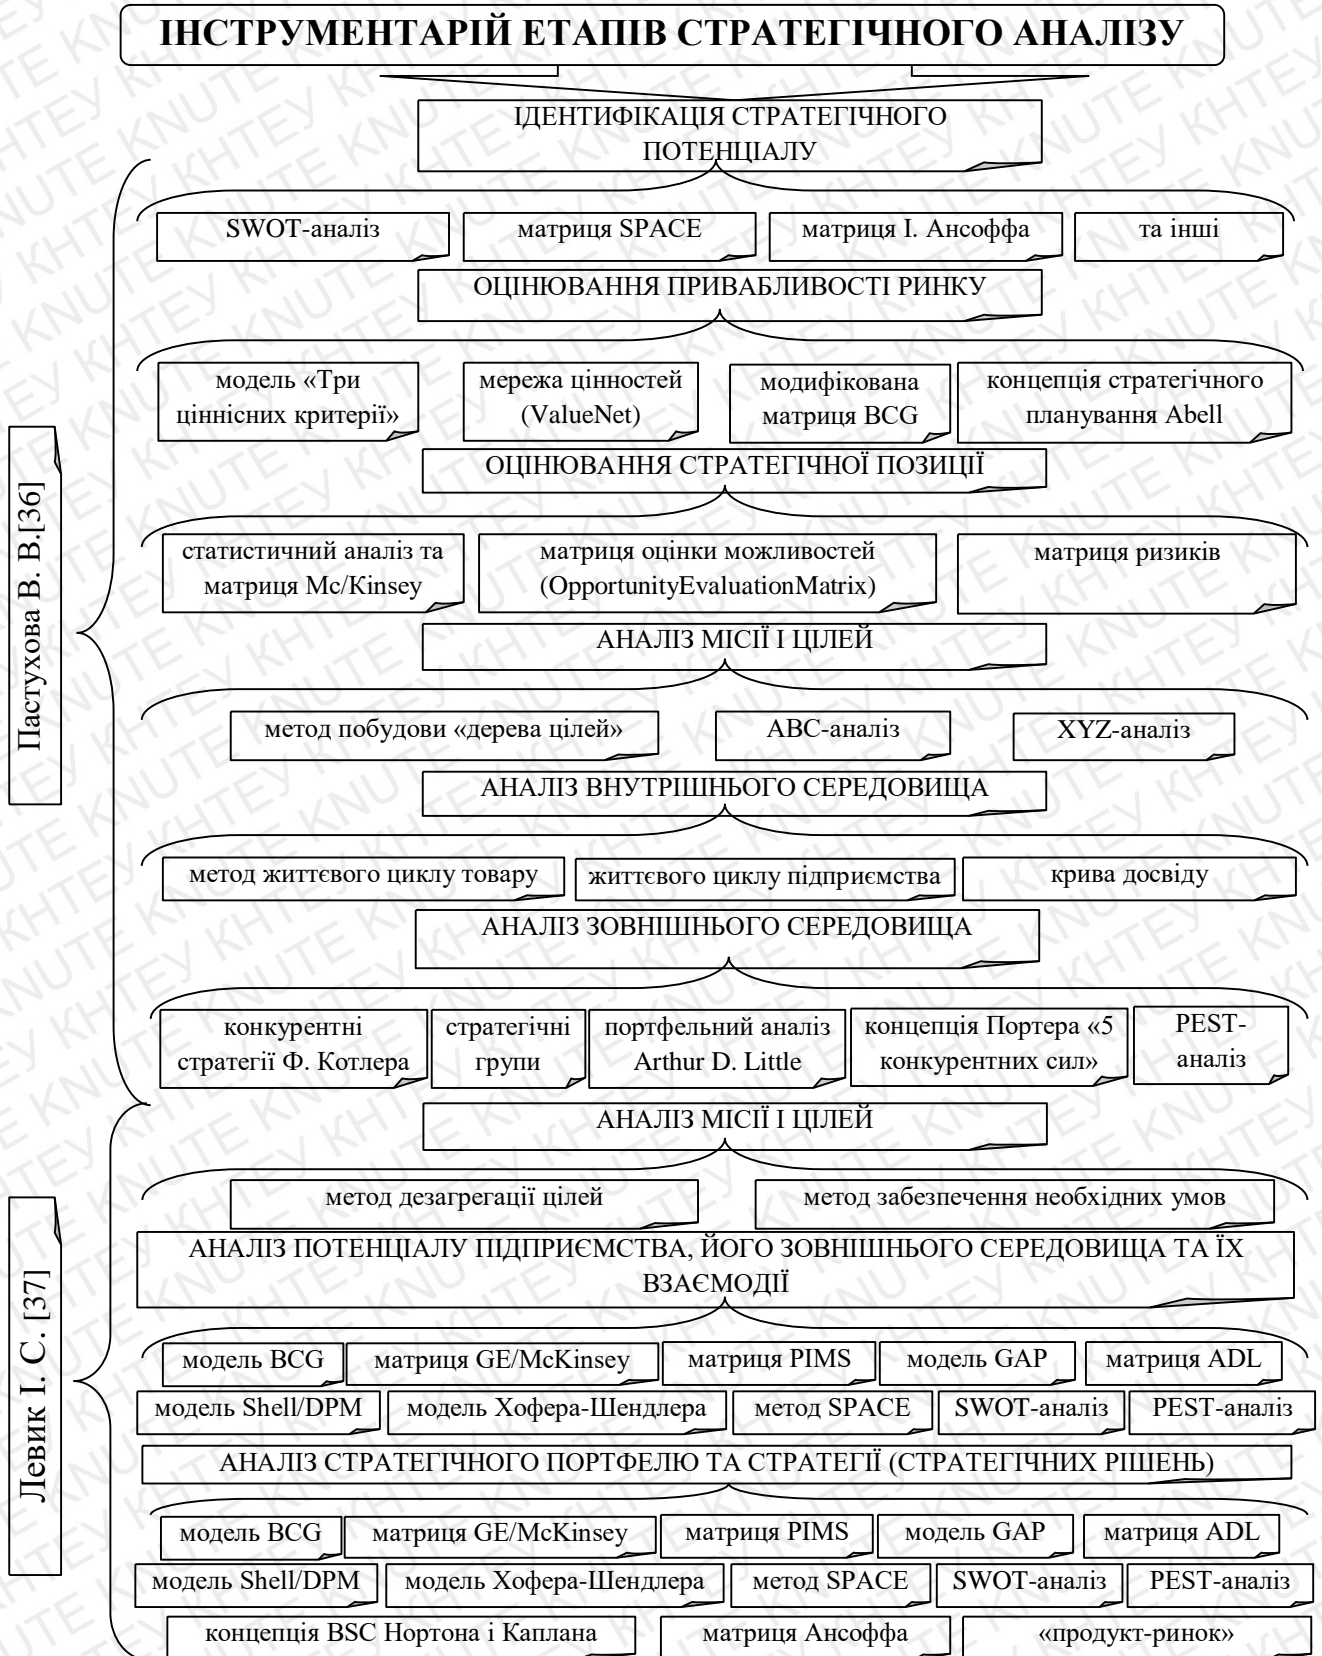 ІНСТРУМЕНТАРІЙ ЕТАПІВ СТРАТЕГІЧНОГО АНАЛІЗУ
ІДЕНТИФІКАЦІЯ СТРАТЕГІЧНОГО
ПОТЕНЦІАЛУ
SWOT-аналіз
матриця SPACE
матриця І. Ансоффа
та інші
ОЦІНЮВАННЯ ПРИВАБЛИВОСТІ РИНКУ
модель «Три
ціннісних критерії»
мережа цінностей
(ValueNet)
модифікована
матриця BCG
концепція стратегічного
планування Abell
ОЦІНЮВАННЯ СТРАТЕГІЧНОЇ ПОЗИЦІЇ
статистичний аналіз та
матриця Mc/Kinsey
матриця оцінки можливостей
(OpportunityEvaluationMatrix)
матриця ризиків
АНАЛІЗ МІСІЇ І ЦІЛЕЙ
метод побудови «дерева цілей»
АВС-аналіз
XYZ-аналіз
АНАЛІЗ ВНУТРІШНЬОГО СЕРЕДОВИЩА
метод життєвого циклу товару
життєвого циклу підприємства
крива досвіду
АНАЛІЗ ЗОВНІШНЬОГО СЕРЕДОВИЩА
конкурентні
стратегії Ф. Котлера
стратегічні
групи
портфельний аналіз
Arthur D. Little
концепція Портера «5
конкурентних сил»
PEST-
аналіз
Пастухова В. В.[36]
АНАЛІЗ МІСІЇ І ЦІЛЕЙ
метод дезагрегації цілей
метод забезпечення необхідних умов
АНАЛІЗ ПОТЕНЦІАЛУ ПІДПРИЄМСТВА, ЙОГО ЗОВНІШНЬОГО СЕРЕДОВИЩА ТА ЇХ
ВЗАЄМОДІЇ
модель BCG
матриця GE/McKinsey
матриця PIMS
модель GAP
матриця ADL
модель Shell/DPM
модель Хофера-Шендлера
метод SPACE
SWOT-аналіз
PEST-аналіз
АНАЛІЗ СТРАТЕГІЧНОГО ПОРТФЕЛЮ ТА СТРАТЕГІЇ (СТРАТЕГІЧНИХ РІШЕНЬ)
модель BCG
матриця GE/McKinsey
матриця PIMS
модель GAP
матриця ADL
модель Shell/DPM
модель Хофера-Шендлера
метод SPACE
SWOT-аналіз
PEST-аналіз
концепція BSC Нортона і Каплана
матриця Ансоффа
«продукт-ринок»
Левик І. С. [37]